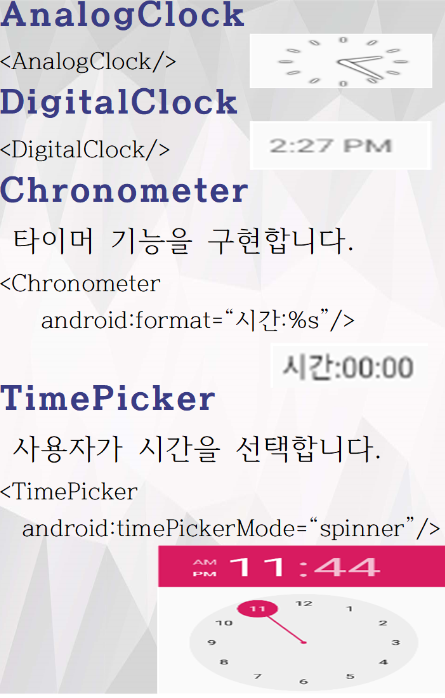 AnalogClock
<AnalogClock/>
DigitalClock
<DigitalClock/>
2:27 PM
Chronometer
타이머 기능을 구현합니다.
<Chronometer
android:format=“시간:%s”/>
시간:00:00
TimePicker
사용자가 시간을 선택합니다.
<TimePicker
android:timePickerMode=“spinner”/>
AM
PM
11:44
12
11
1
10
2
9
3
8
4
7
5
6